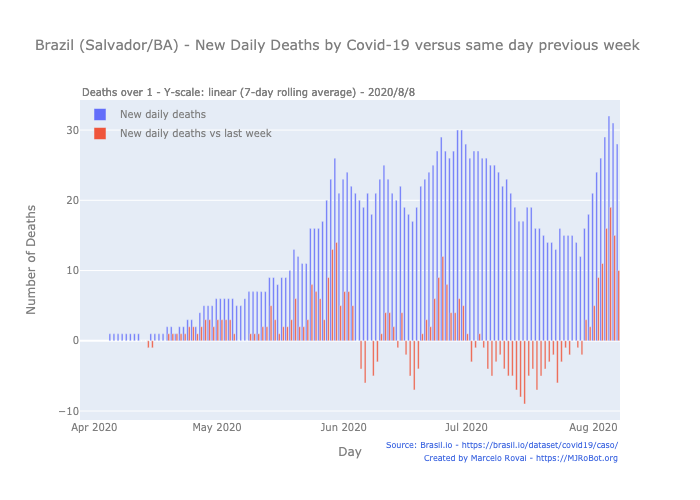 Brazil (Salvador/BA) - New Daily Deaths by Covid-19 versus same day previous week
Deaths over 1 - Y-scale: linear (7-day rolling average) - 2020/8/8
New daily deaths
New daily deaths vs last week
Number of Deaths
30
20
10
0
−10
Apr 2020 May 2020 Jun 2020 Jul 2020 Aug 2020
Day
Source: Brasil.io - https://brasil.io/dataset/covid19/caso/
Created by Marcelo Rovai - https://MJRoBot.org